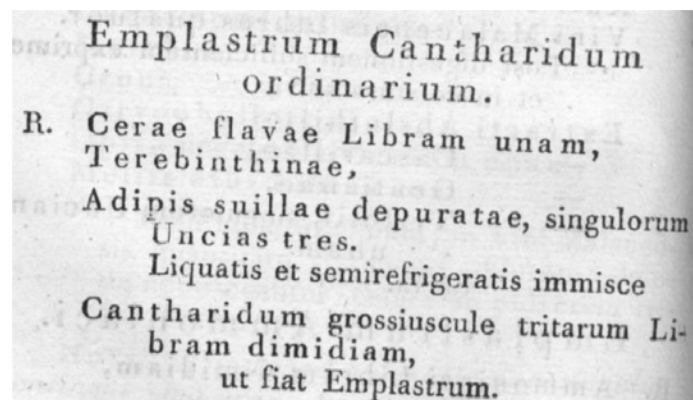 Emplastrum Cantharidum
ordinarium.
R. Cerae flavae Libram unam,
Terebinthinae,
Adipis suillae depuratae, singulorum
Uncias tres.
Liquatis et semirefrigeratis immisce
Cantharidum grossiuscule tritarum Li-
bram dimidiam,
ut fiat Emplastrum.